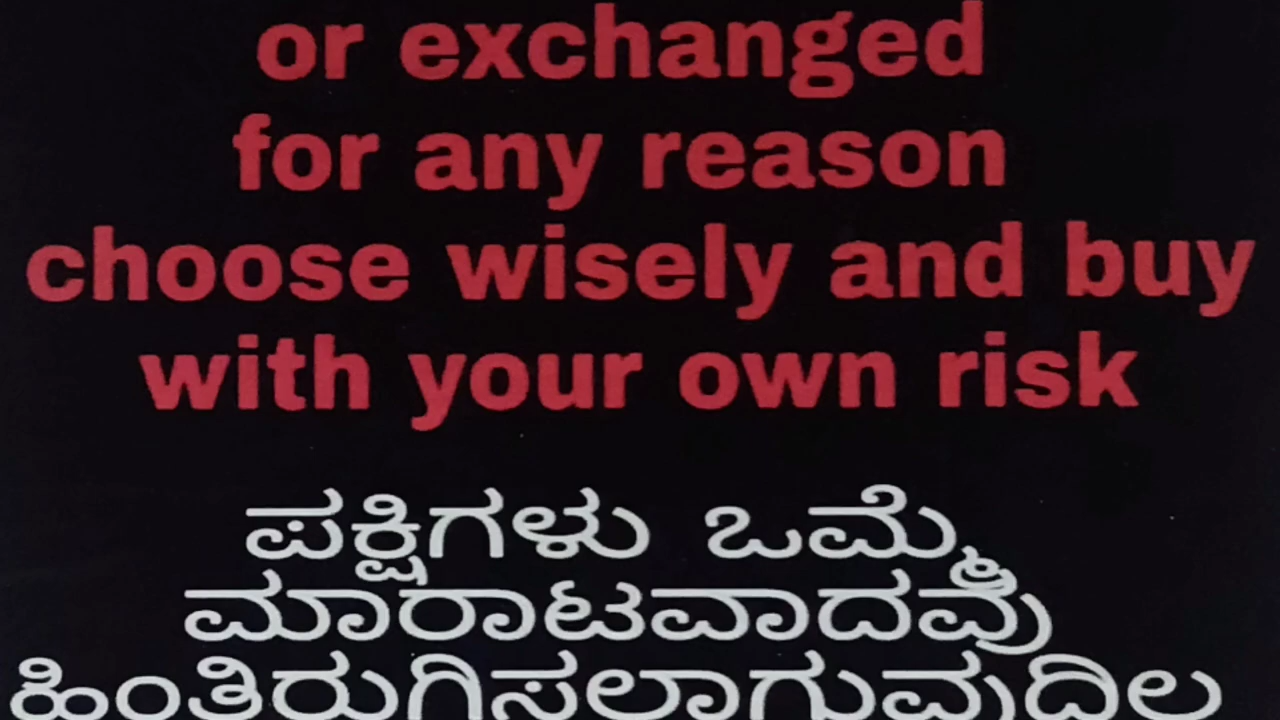 or exchanged
for any reason
choose wisely and buy
with your own risk
ಪಕ್ಷಿಗಳು ಒಮ್ಮೆ
ಮಾರಾಟವಾದವು
ಹಿಂತಿರುಗಿಸಲಾಗುವುದಿಲ